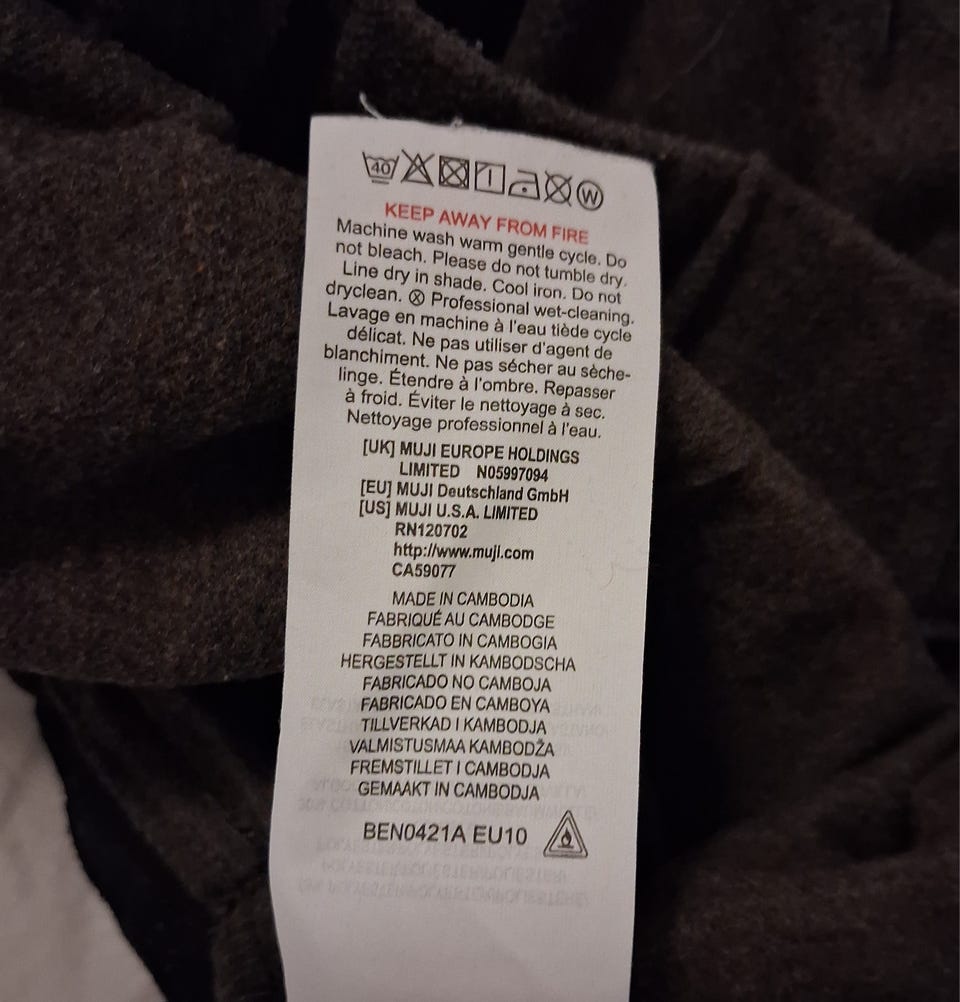 40 W
KEEP AWAY FROM FIRE
Machine wash warm gentle cycle. Do
not bleach. Please do not tumble dry.
Line dry in shade. Cool iron. Do not
dryclean. Ⓧ Professional wet-cleaning.
Lavage en machine à l'eau tiède cycle
délicat. Ne pas utiliser d'agent de
blanchiment. Ne pas sécher au sèche-
linge. Étendre à l'ombre. Repasser
à froid. Éviter le nettoyage à sec.
Nettoyage professionnel à l'eau.
[UK] MUJI EUROPE HOLDINGS
LIMITED N05997094
[EU] MUJI Deutschland GmbH
[US] MUJI U.S.A. LIMITED
RN120702
http://www.muji.com
CA59077
MADE IN CAMBODIA
FABRIQUÉ AU CAMBODGE
FABBRICATO IN CAMBOGIA
HERGESTELLT IN KAMBODSCHA
FABRICADO NO CAMBOJA
FABRICADO EN CAMBOYA
TILLVERKAD I KAMBODJA
VALMISTUSMAA KAMBODŽA
FREMSTILLET I CAMBODJA
GEMAAKT IN CAMBODJA
BEN0421A EU10